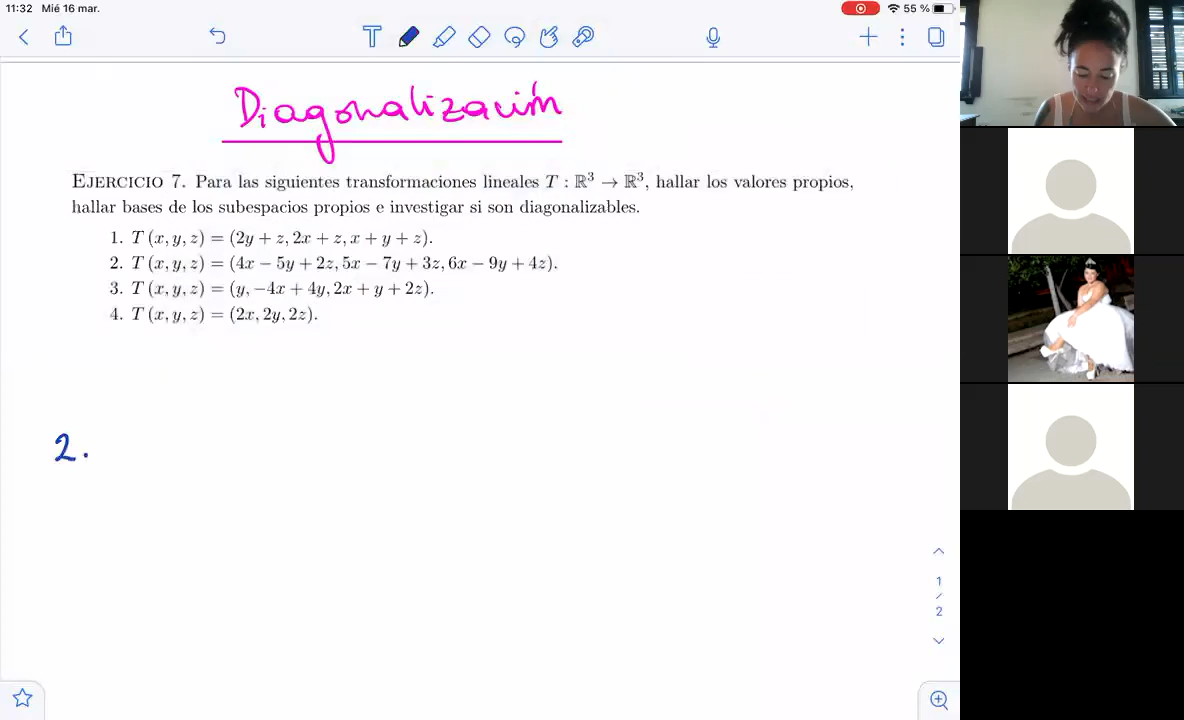 11:32 Mié 16 mar. 55 %
Diagonalización
EJERCICIO 7. Para las siguientes transformaciones lineales T : ℝ³ → ℝ³, hallar los valores propios,
hallar bases de los subespacios propios e investigar si son diagonalizables.
1. T (x, y, z) = (2y + z, 2x + z, x + y + z).
2. T (x, y, z) = (4x − 5y + 2z, 5x − 7y + 3z, 6x − 9y + 4z).
3. T (x, y, z) = (y, −4x + 4y, 2x + y + 2z).
4. T (x, y, z) = (2x, 2y, 2z).
2.
1
/
2